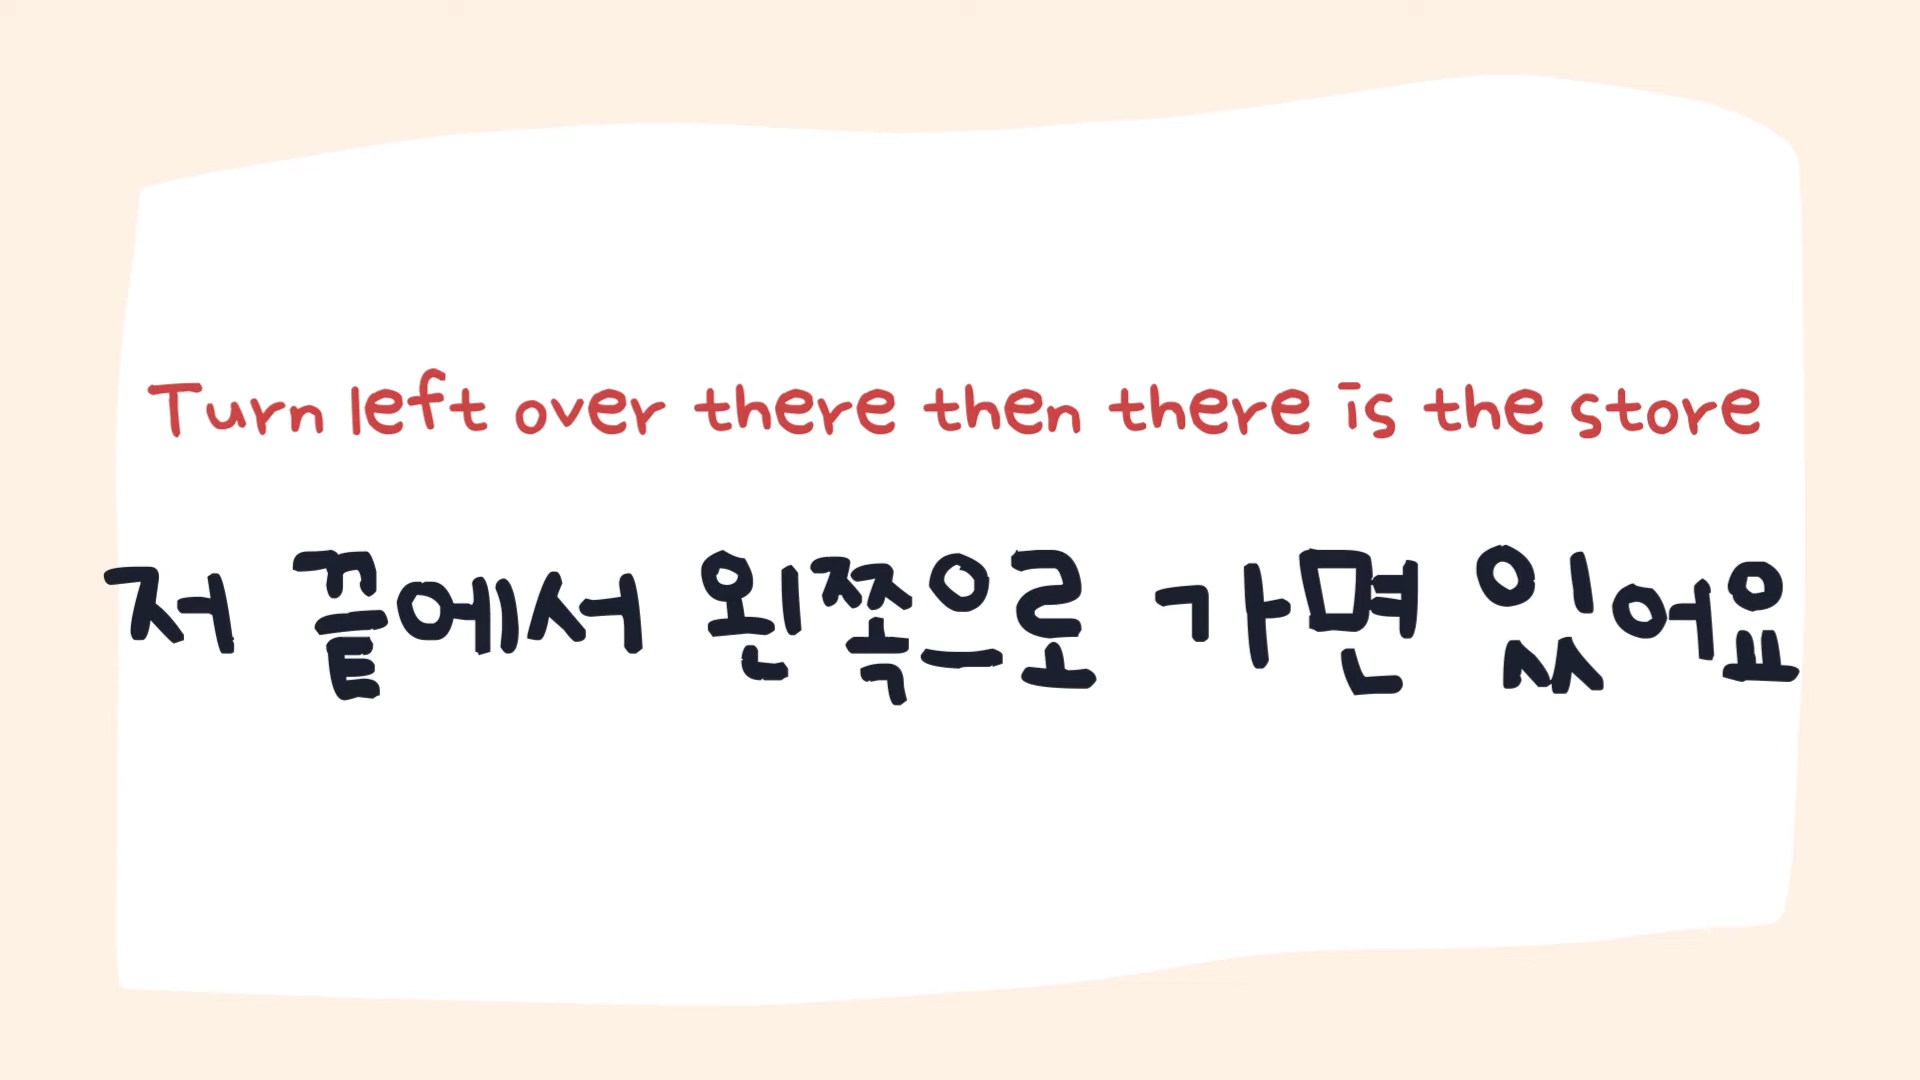 Turn left over there then there is the store
저 끝에서 왼쪽으로 가면 있어요